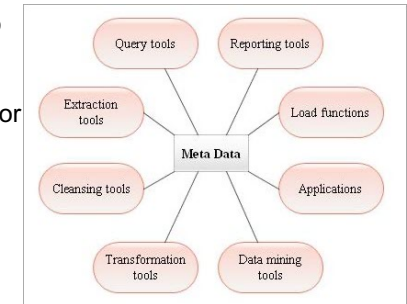 Query tools
Reporting tools
or
Extraction
tools
Load functions
Meta Data
Cleansing tools
Applications
Transformation
tools
Data mining
tools